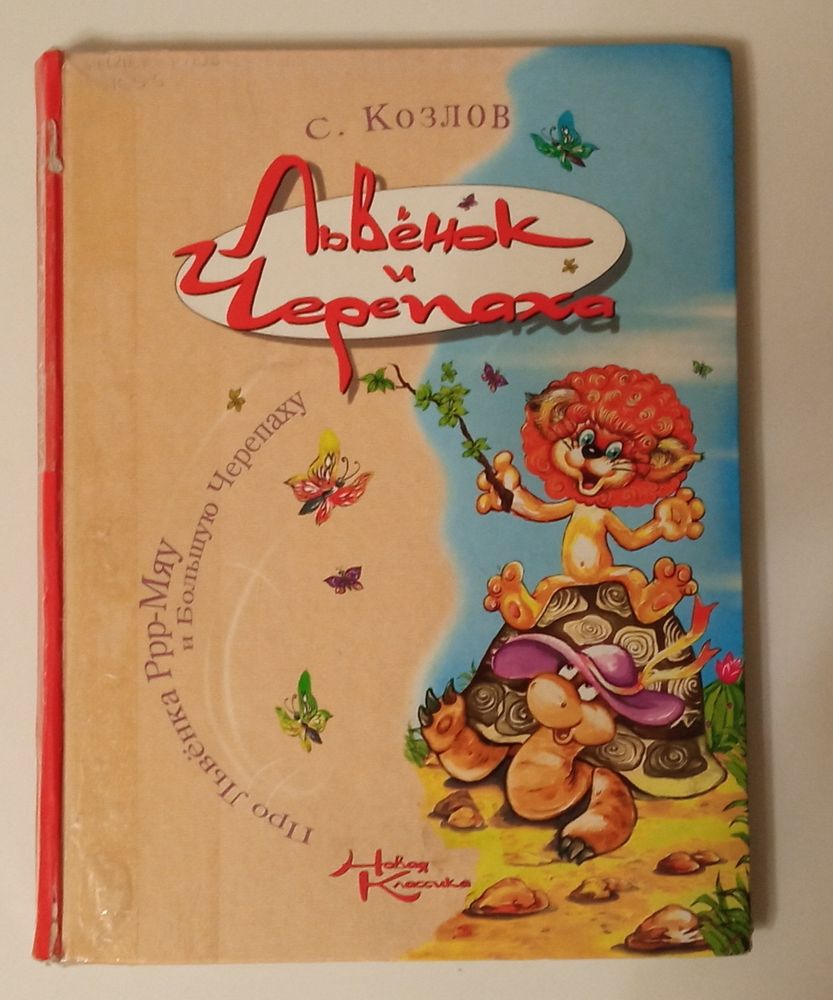 С. Козлов
Львёнок
и
Черепаха
Про Львёнка Ррр-Мяу
и Большую Черепаху
Новая
Классика